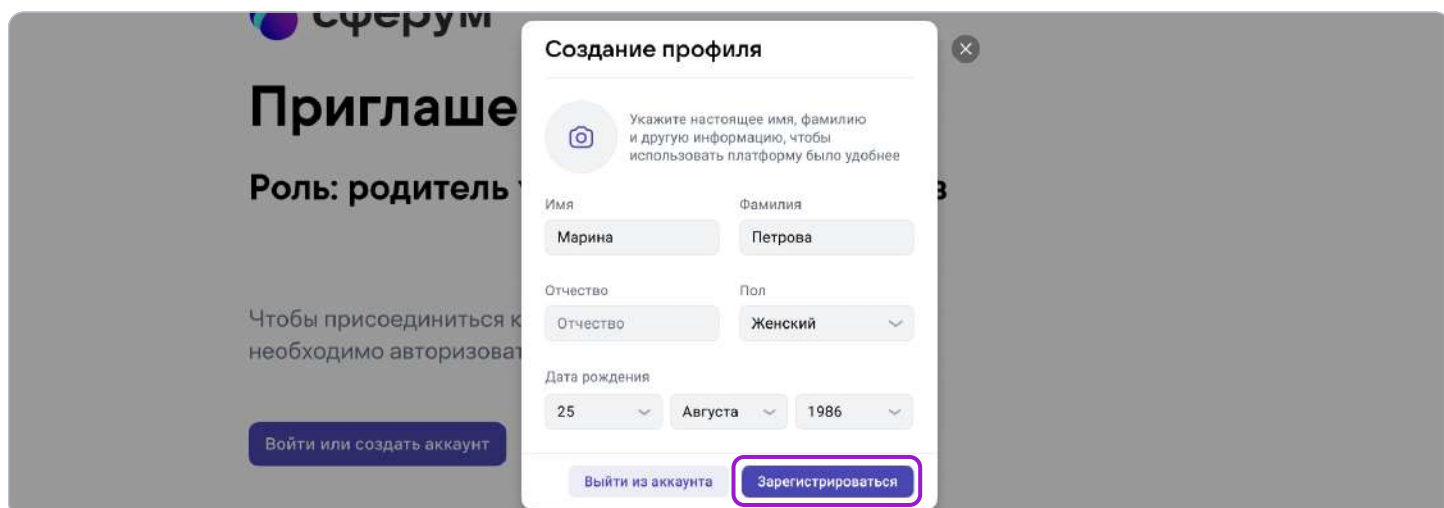 сферум
Создание профиля
Приглаше
Укажите настоящее имя, фамилию
и другую информацию, чтобы
использовать платформу было удобнее
Роль: родитель
Имя
Фамилия
Марина
Петрова
Отчество
Пол
Отчество
Женский
Чтобы присоединиться к
необходимо авторизоват
Дата рождения
25
Августа
1986
Войти или создать аккаунт
Выйти из аккаунта
Зарегистрироваться